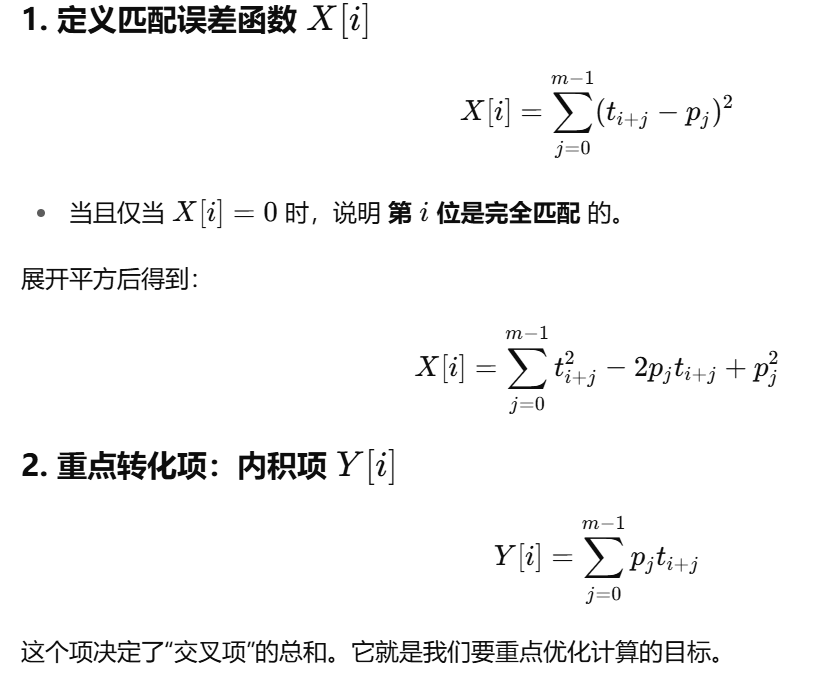 1. 定义匹配误差函数 X[i]
X[i] = \sum_{j=0}^{m-1} (t_{i+j} - p_j)^2
• 当且仅当 X[i] = 0 时，说明 第 i 位是完全匹配 的。
展开平方后得到：
X[i] = \sum_{j=0}^{m-1} t_{i+j}^2 - 2p_j t_{i+j} + p_j^2
2. 重点转化项：内积项 Y[i]
Y[i] = \sum_{j=0}^{m-1} p_j t_{i+j}
这个项决定了“交叉项”的总和。它就是我们要重点优化计算的目标。